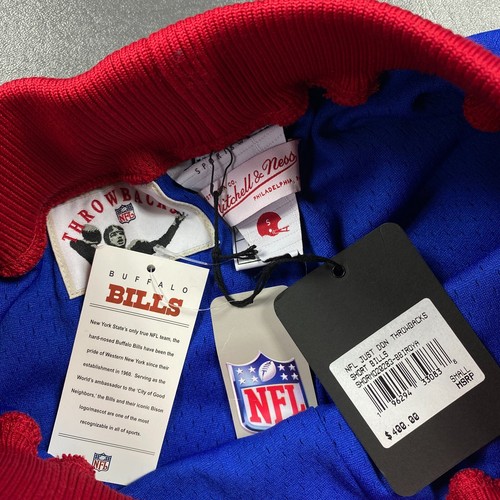 THROWBACKS
NFL
SPORTS
CO.
Mitchell & Ness
PHILADELPHIA,
S
BUFFALO
BILLS
New York State's only true NFL team, the
hard-nosed Buffalo Bills have been the
pride of Western New York since their
establishment in 1960. Serving as the
World's ambassador to the 'City of Good
Neighbors,' the Bills and their iconic Bison
logo/mascot are one of the most
recognizable in all of sports.
NFL
NFL
NFL JUST DON THROWBACKS
SHORT BILLS
SMALL
MSRP
$400.00